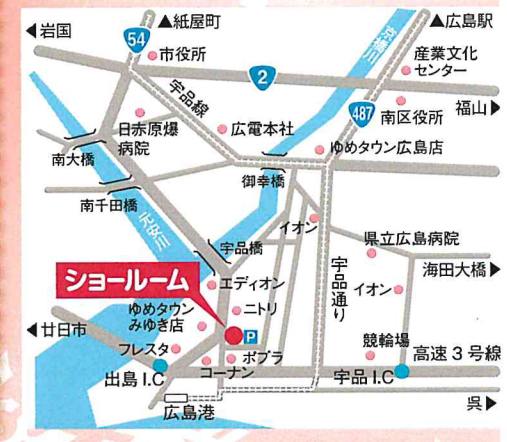 ◀岩国
▲紙屋町
▲広島駅
54
市役所
京橋川
産業文化
センター
2
宇品線
487
南区役所
福山▶
日赤原爆
病院
広電本社
ゆめタウン広島店
南大橋
御幸橋
南千田橋
元安川
イオン
宇品橋
県立広島病院
宇品通り
海田大橋▶
エディオン
ショールーム
イオン
ゆめタウン
みゆき店
ニトリ
◀廿日市
P
競輪場
フレスタ
ポプラ
高速3号線
出島I.C
コーナン
宇品I.C
広島港
呉▶